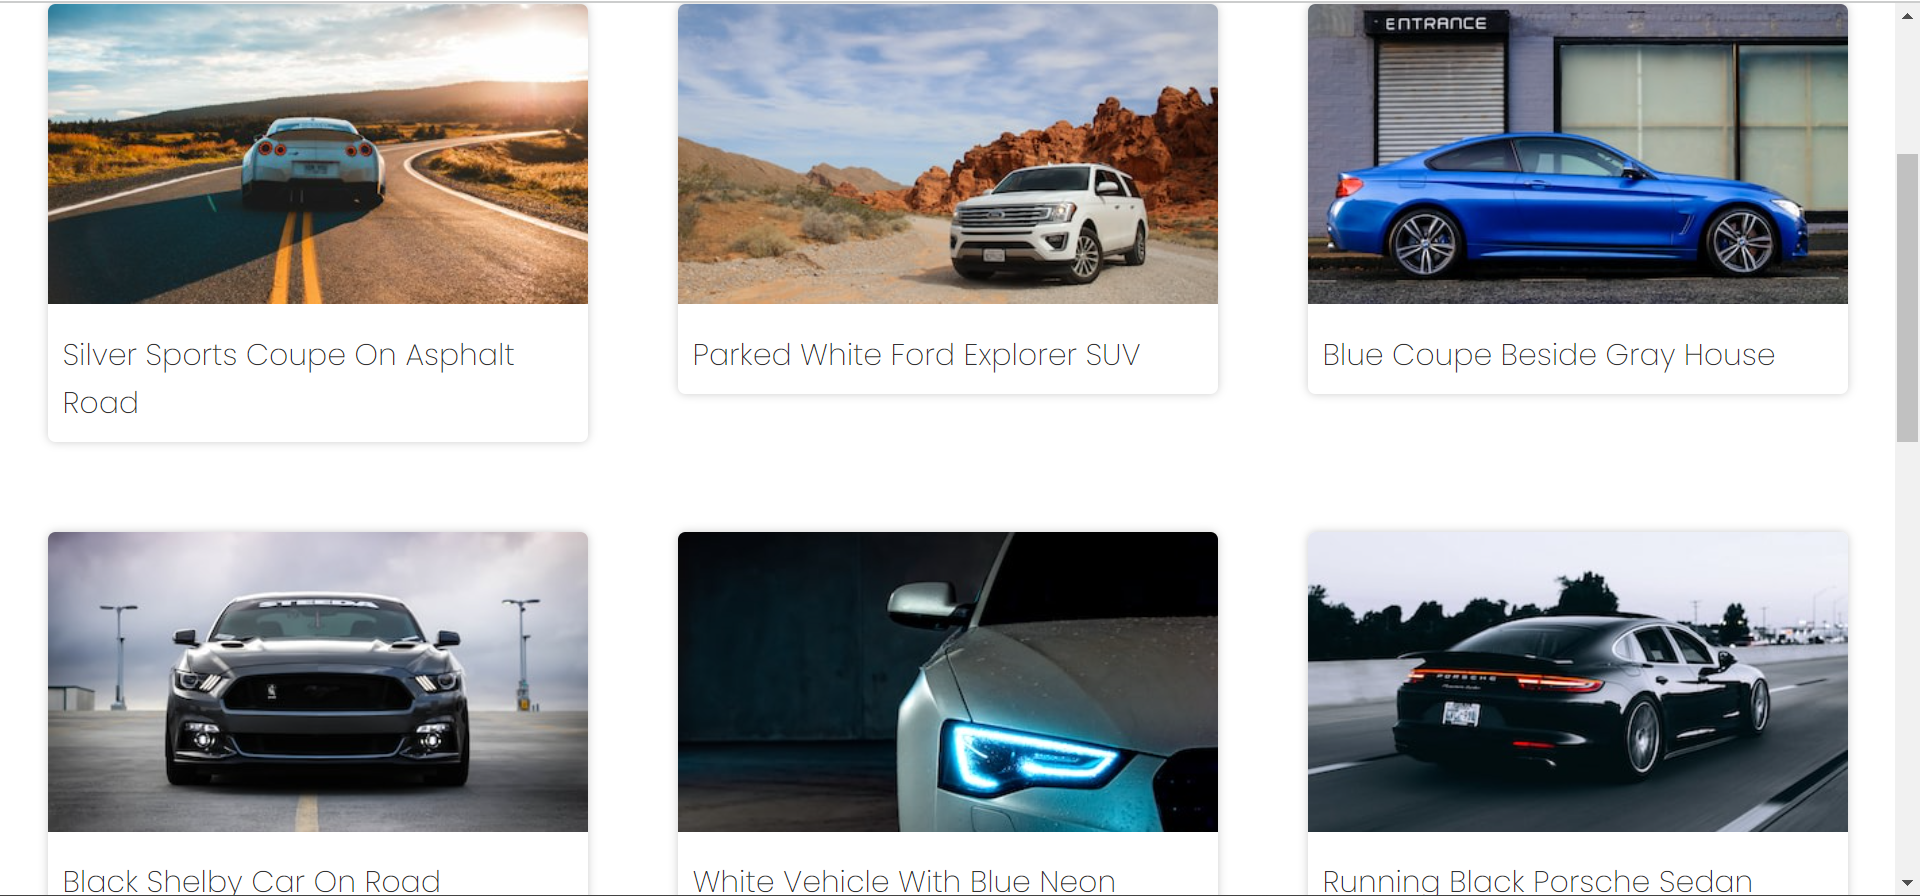 ENTRANCE
Silver Sports Coupe On Asphalt
Road
Parked White Ford Explorer SUV
Blue Coupe Beside Gray House
STEEDA
PORSCHE
Black Shelby Car On Road
White Vehicle With Blue Neon
Running Black Porsche Sedan